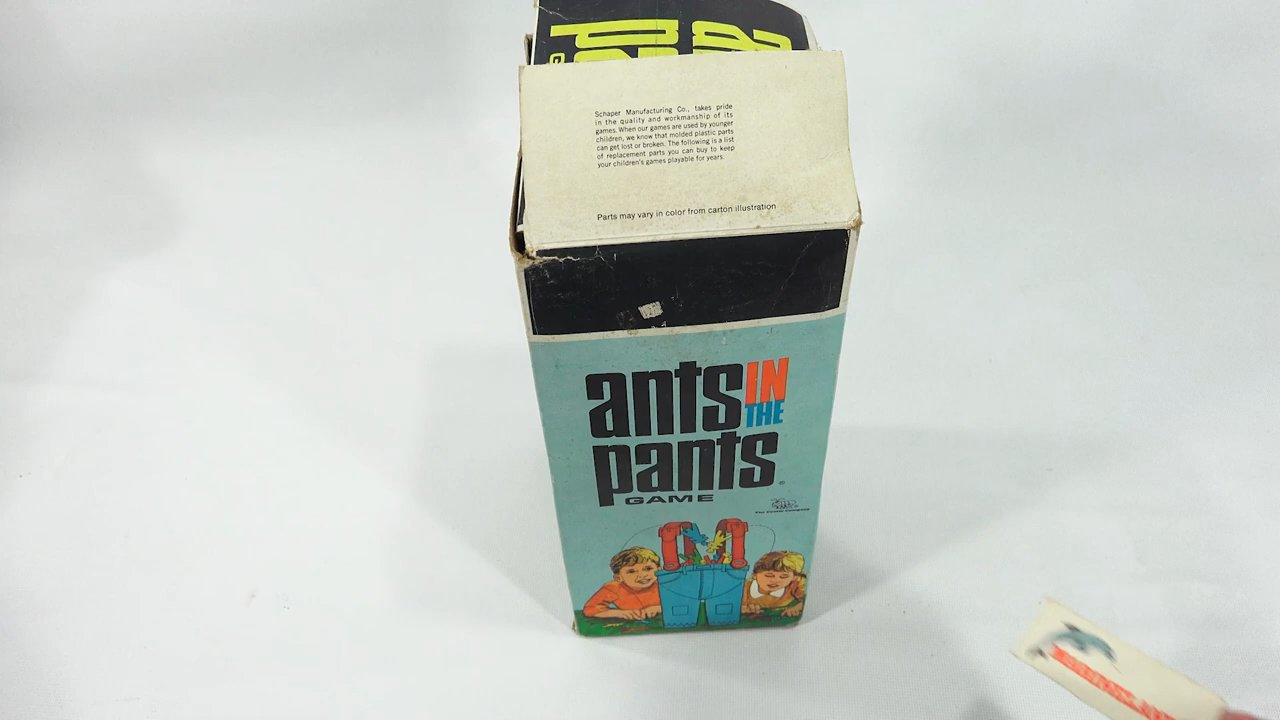 Schaper Manufacturing Co., takes pride
in the quality and workmanship of its
games. When our games are used by younger
children, we know that molded plastic parts
can get lost or broken. The following is a list
of replacement parts you can buy to keep
your children's games playable for years.
Parts may vary in color from carton illustration
ants IN
THE
pants
GAME